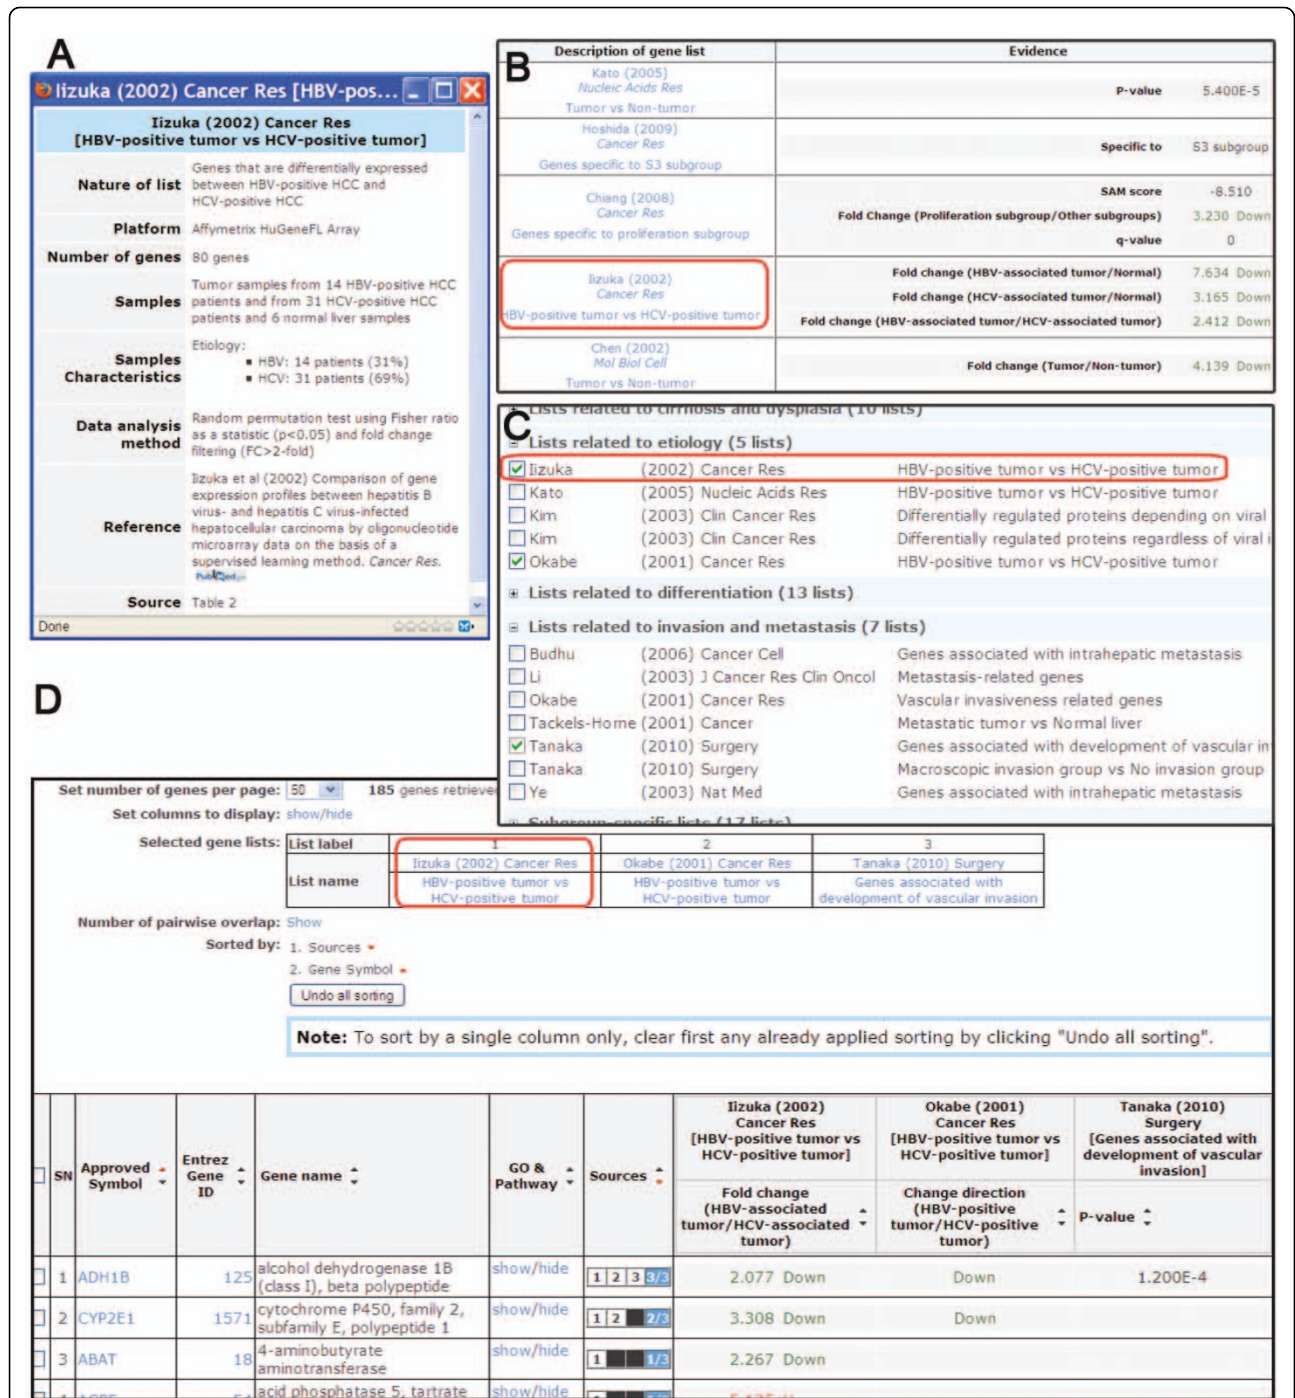 A
Iizuka (2002) Cancer Res [HBV-pos...
Iizuka (2002) Cancer Res
[HBV-positive tumor vs HCV-positive tumor]
Nature of list
Genes that are differentially expressed
between HBV-positive HCC and
HCV-positive HCC
Platform Affymetrix HuGeneFL Array
Number of genes 80 genes
Samples
Tumor samples from 14 HBV-positive HCC
patients and from 31 HCV-positive HCC
patients and 6 normal liver samples
Samples
Characteristics
Etiology:
HBV: 14 patients (31%)
HCV: 31 patients (69%)
Data analysis
method
Random permutation test using Fisher ratio
as a statistic (p<0.05) and fold change
filtering (FC>2-fold)
Reference
Iizuka et al (2002) Comparison of gene
expression profiles between hepatitis B
virus- and hepatitis C virus-infected
hepatocellular carcinoma by oligonucleotide
microarray data on the basis of a
supervised learning method. Cancer Res.
Source Table 2
Done
B
Description of gene list Evidence
Kato (2005)
Nucleic Acids Res
Tumor vs Non-tumor
P-value 5.400E-5
Hoshida (2009)
Cancer Res
Genes specific to S3 subgroup
Specific to S3 subgroup
Chiang (2008)
Cancer Res
Genes specific to proliferation subgroup
SAM score -8.510
Fold Change (Proliferation subgroup/Other subgroups) 3.230 Down
q-value 0
Iizuka (2002)
Cancer Res
HBV-positive tumor vs HCV-positive tumor
Fold change (HBV-associated tumor/Normal) 7.634 Down
Fold change (HCV-associated tumor/Normal) 3.165 Down
Fold change (HBV-associated tumor/HCV-associated tumor) 2.412 Down
Chen (2002)
Mol Biol Cell
Tumor vs Non-tumor
Fold change (Tumor/Non-tumor) 4.139 Down
C
Lists related to cirrhosis and dysplasia (10 lists)
Lists related to etiology (5 lists)
Iizuka (2002) Cancer Res HBV-positive tumor vs HCV-positive tumor
Kato (2005) Nucleic Acids Res HBV-positive tumor vs HCV-positive tumor
Kim (2003) Clin Cancer Res Differentially regulated proteins depending on viral
Kim (2003) Clin Cancer Res Differentially regulated proteins regardless of viral i
Okabe (2001) Cancer Res HBV-positive tumor vs HCV-positive tumor
Lists related to differentiation (13 lists)
Lists related to invasion and metastasis (7 lists)
Budhu (2006) Cancer Cell Genes associated with intrahepatic metastasis
Li (2003) J Cancer Res Clin Oncol Metastasis-related genes
Okabe (2001) Cancer Res Vascular invasiveness related genes
Tackels-Horne (2001) Cancer Metastatic tumor vs Normal liver
Tanaka (2010) Surgery Genes associated with development of vascular in
Tanaka (2010) Surgery Macroscopic invasion group vs No invasion group
Ye (2003) Nat Med Genes associated with intrahepatic metastasis
Subgroup-specific lists (17 lists)
D
Set number of genes per page: 50 185 genes retrieve
Set columns to display: show/hide
Selected gene lists: List label 1 2 3
List name
Iizuka (2002) Cancer Res Okabe (2001) Cancer Res Tanaka (2010) Surgery
HBV-positive tumor vs HBV-positive tumor vs Genes associated with
HCV-positive tumor HCV-positive tumor development of vascular invasion
Number of pairwise overlap: Show
Sorted by: 1. Sources
2. Gene Symbol
Undo all sorting
Note: To sort by a single column only, clear first any already applied sorting by clicking "Undo all sorting".
SN
Approved
Symbol
Entrez
Gene
ID
Gene name
GO &
Pathway
Sources
Iizuka (2002)
Cancer Res
[HBV-positive tumor vs
HCV-positive tumor]
Okabe (2001)
Cancer Res
[HBV-positive tumor vs
HCV-positive tumor]
Tanaka (2010)
Surgery
[Genes associated with
development of vascular
invasion]
Fold change
(HBV-associated
tumor/HCV-associated
tumor)
Change direction
(HBV-positive
tumor/HCV-positive
tumor)
P-value
1 ADH1B 125 alcohol dehydrogenase 1B
(class I), beta polypeptide
show/hide 1 2 3 3/3 2.077 Down Down 1.200E-4
2 CYP2E1 1571 cytochrome P450, family 2,
subfamily E, polypeptide 1
show/hide 1 2 2/3 3.308 Down Down
3 ABAT 18 4-aminobutyrate
aminotransferase
show/hide 1 1/3 2.267 Down
acid phosphatase 5, tartrate
show/hide